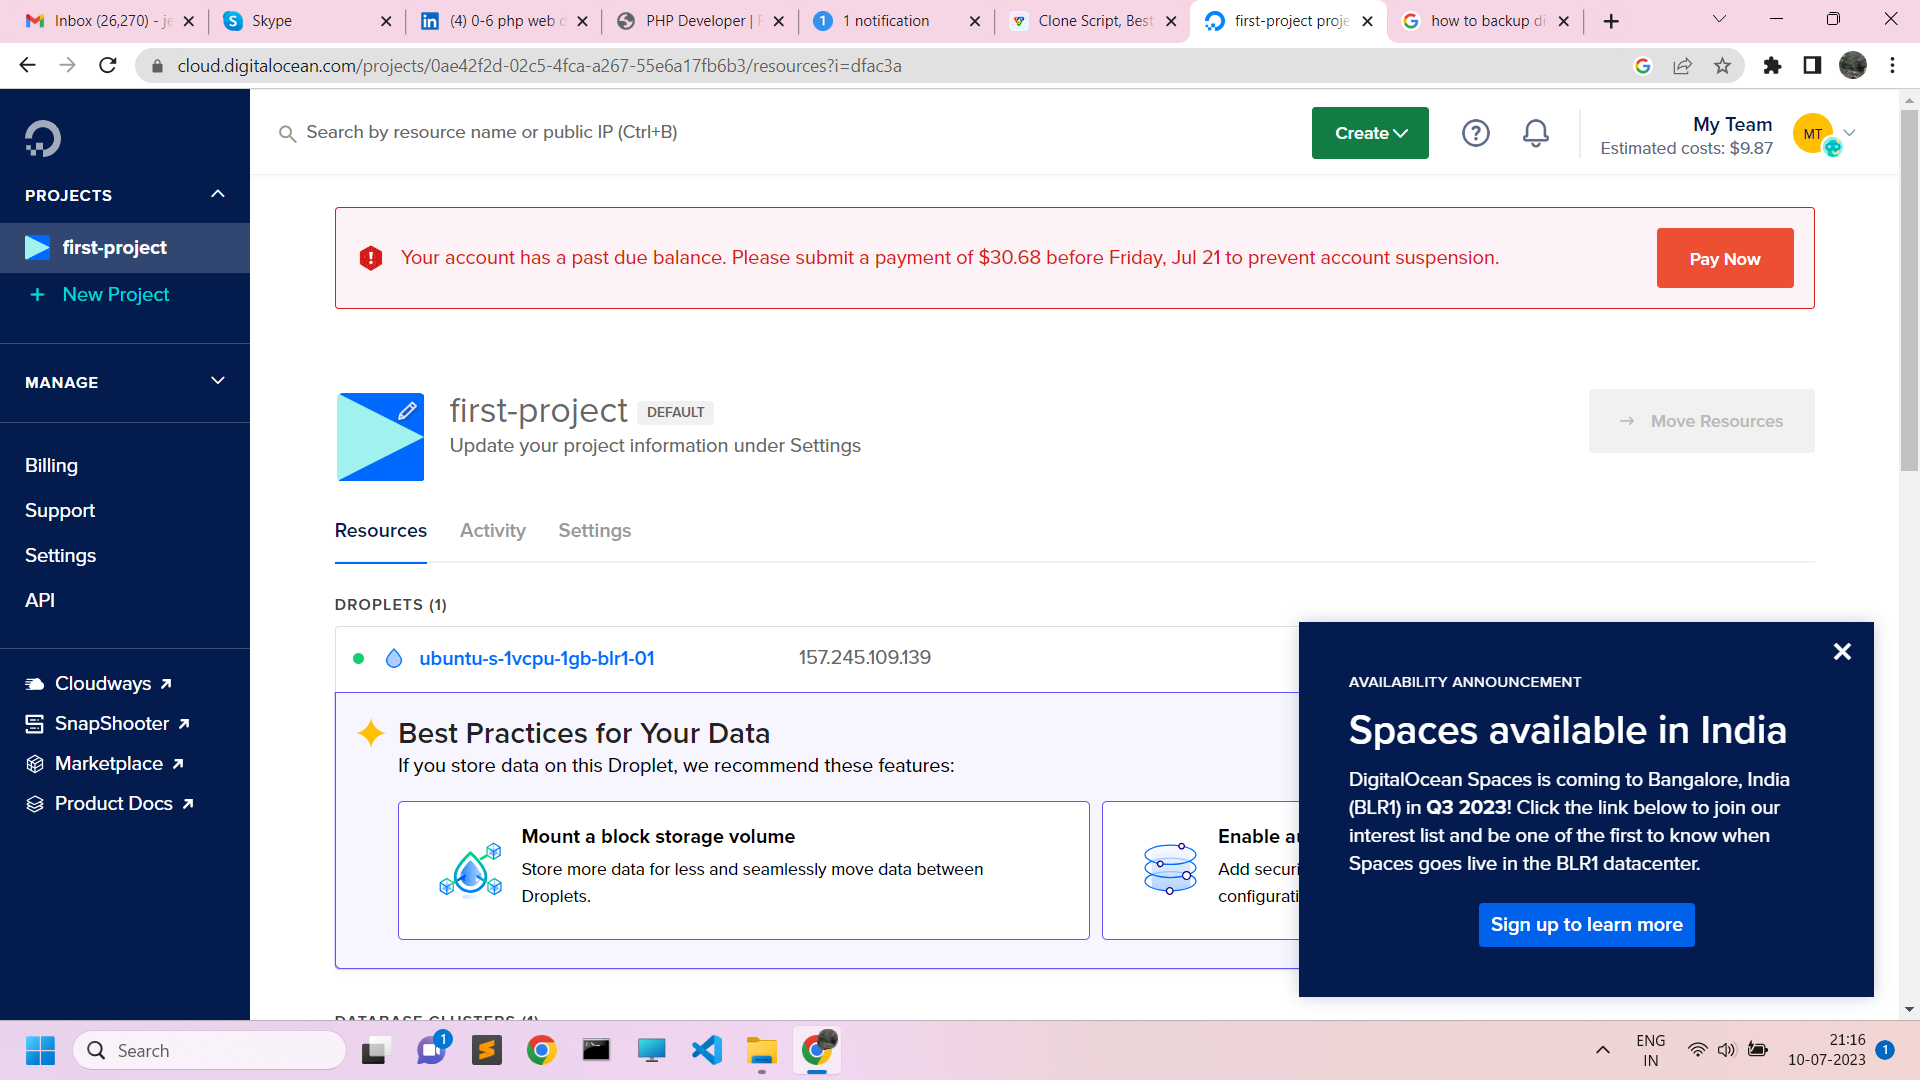 Inbox (26,270) - je
Skype
(4) 0-6 php web d
PHP Developer | F
1
1 notification
Clone Script, Best
first-project proje
how to backup di
cloud.digitalocean.com/projects/0ae42f2d-02c5-4fca-a267-55e6a17fb6b3/resources?i=dfac3a
Search by resource name or public IP (Ctrl+B)
Create
My Team
Estimated costs: $9.87
MT
PROJECTS
first-project
+ New Project
MANAGE
Billing
Support
Settings
API
Cloudways
SnapShooter
Marketplace
Product Docs
Your account has a past due balance. Please submit a payment of $30.68 before Friday, Jul 21 to prevent account suspension.
Pay Now
first-project DEFAULT
Update your project information under Settings
→ Move Resources
Resources
Activity
Settings
DROPLETS (1)
ubuntu-s-1vcpu-1gb-blr1-01
157.245.109.139
Best Practices for Your Data
If you store data on this Droplet, we recommend these features:
Mount a block storage volume
Store more data for less and seamlessly move data between
Droplets.
Enable au
Add securi
configurati
AVAILABILITY ANNOUNCEMENT
Spaces available in India
DigitalOcean Spaces is coming to Bangalore, India
(BLR1) in Q3 2023! Click the link below to join our
interest list and be one of the first to know when
Spaces goes live in the BLR1 datacenter.
Sign up to learn more
DATABASE CLUSTERS (1)
Search
1
ENG
IN
21:16
10-07-2023
1